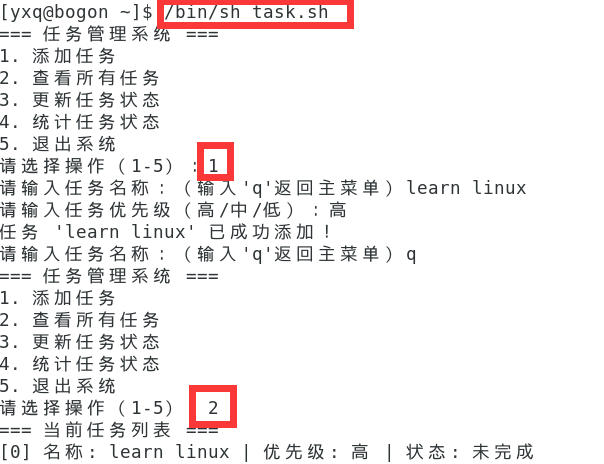 [yxq@bogon ~]$ /bin/sh task.sh
=== 任务管理系统 ===
1. 添加任务
2. 查看所有任务
3. 更新任务状态
4. 统计任务状态
5. 退出系统
请选择操作（1-5）：1
请输入任务名称：（输入'q'返回主菜单）learn linux
请输入任务优先级（高/中/低）：高
任务 'learn linux' 已成功添加！
请输入任务名称：（输入'q'返回主菜单）q
=== 任务管理系统 ===
1. 添加任务
2. 查看所有任务
3. 更新任务状态
4. 统计任务状态
5. 退出系统
请选择操作（1-5） 2
=== 当前任务列表 ===
[0] 名称: learn linux | 优先级: 高 | 状态: 未完成